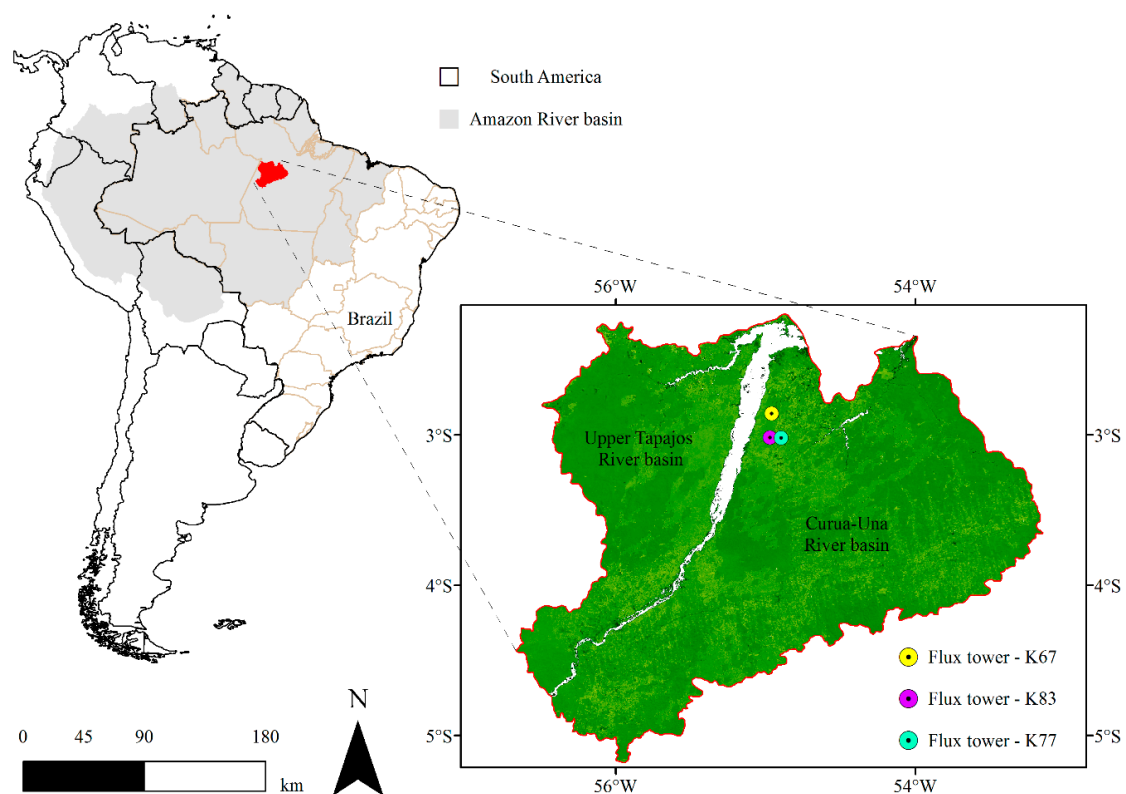 South America
Amazon River basin
Brazil
56°W
54°W
3°S
3°S
Upper Tapajos
River basin
Curua-Una
River basin
4°S
4°S
Flux tower - K67
Flux tower - K83
Flux tower - K77
5°S
5°S
56°W
54°W
N
0 45 90 180
km